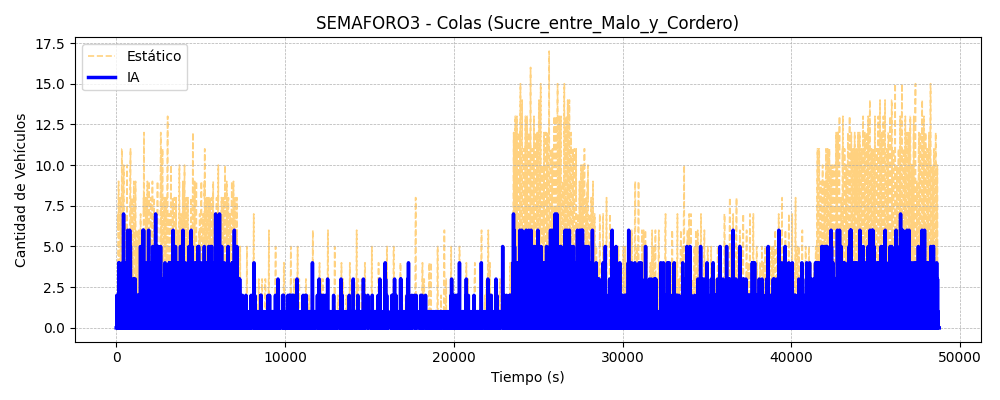 SEMAFORO3 - Colas (Sucre_entre_Malo_y_Cordero)
Cantidad de Vehículos
17.5
15.0
12.5
10.0
7.5
5.0
2.5
0.0
Estático
IA
0
10000
20000
30000
40000
50000
Tiempo (s)